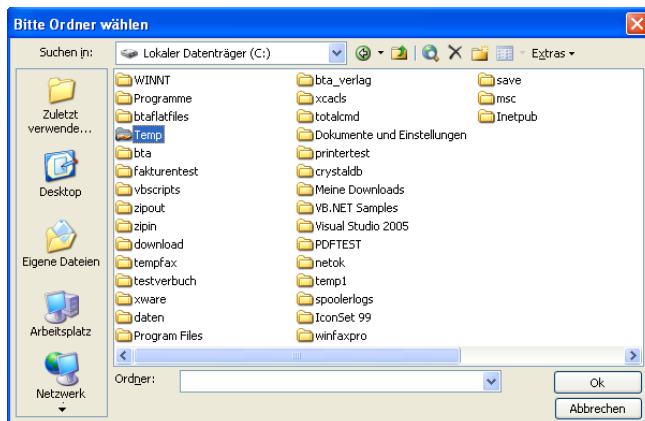 Bitte Ordner wählen
Suchen in:
Lokaler Datenträger (C:)
Extras
Zuletzt
verwende...
Desktop
Eigene Dateien
Arbeitsplatz
Netzwerk
WINNT
Programme
btaflatfiles
Temp
bta
fakturentest
vbscripts
zipout
zipin
download
tempfax
testverbuch
xware
daten
Program Files
bta_verlag
xcacls
totalcmd
Dokumente und Einstellungen
printertest
crystaldb
Meine Downloads
VB.NET Samples
Visual Studio 2005
PDFTEST
netok
temp1
spoolerlogs
IconSet 99
winfaxpro
save
msc
Inetpub
Ordner:
Ok
Abbrechen